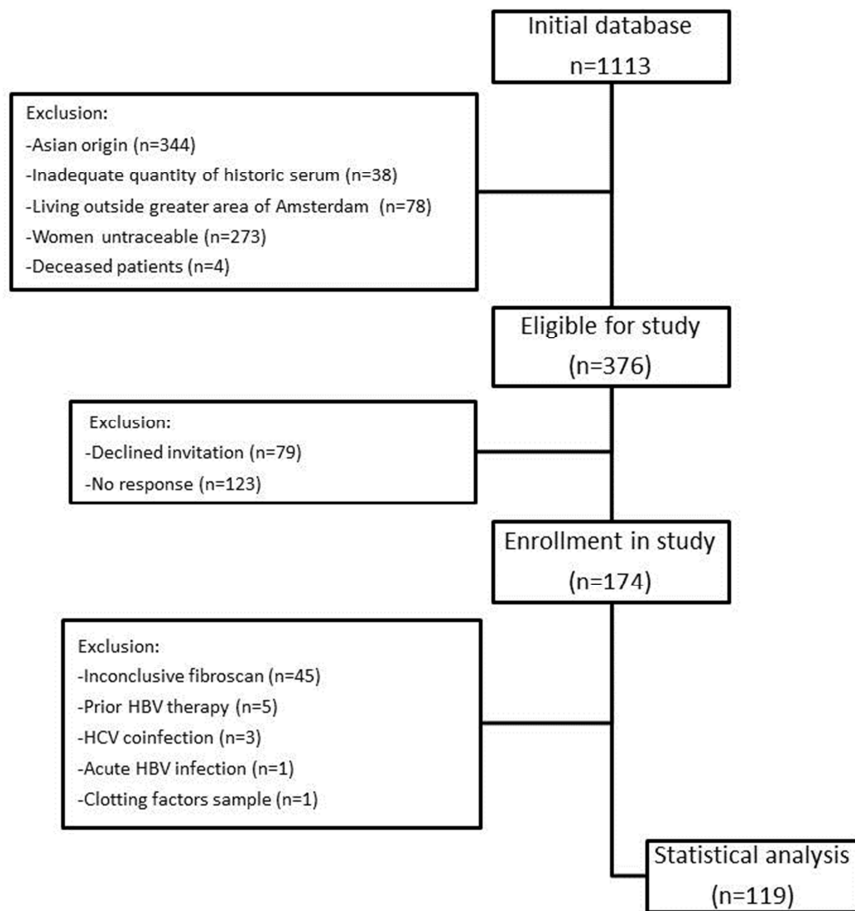 Initial database
n=1113
Exclusion:
-Asian origin (n=344)
-Inadequate quantity of historic serum (n=38)
-Living outside greater area of Amsterdam (n=78)
-Women untraceable (n=273)
-Deceased patients (n=4)
Eligible for study
(n=376)
Exclusion:
-Declined invitation (n=79)
-No response (n=123)
Enrollment in study
(n=174)
Exclusion:
-Inconclusive fibroscan (n=45)
-Prior HBV therapy (n=5)
-HCV coinfection (n=3)
-Acute HBV infection (n=1)
-Clotting factors sample (n=1)
Statistical analysis
(n=119)